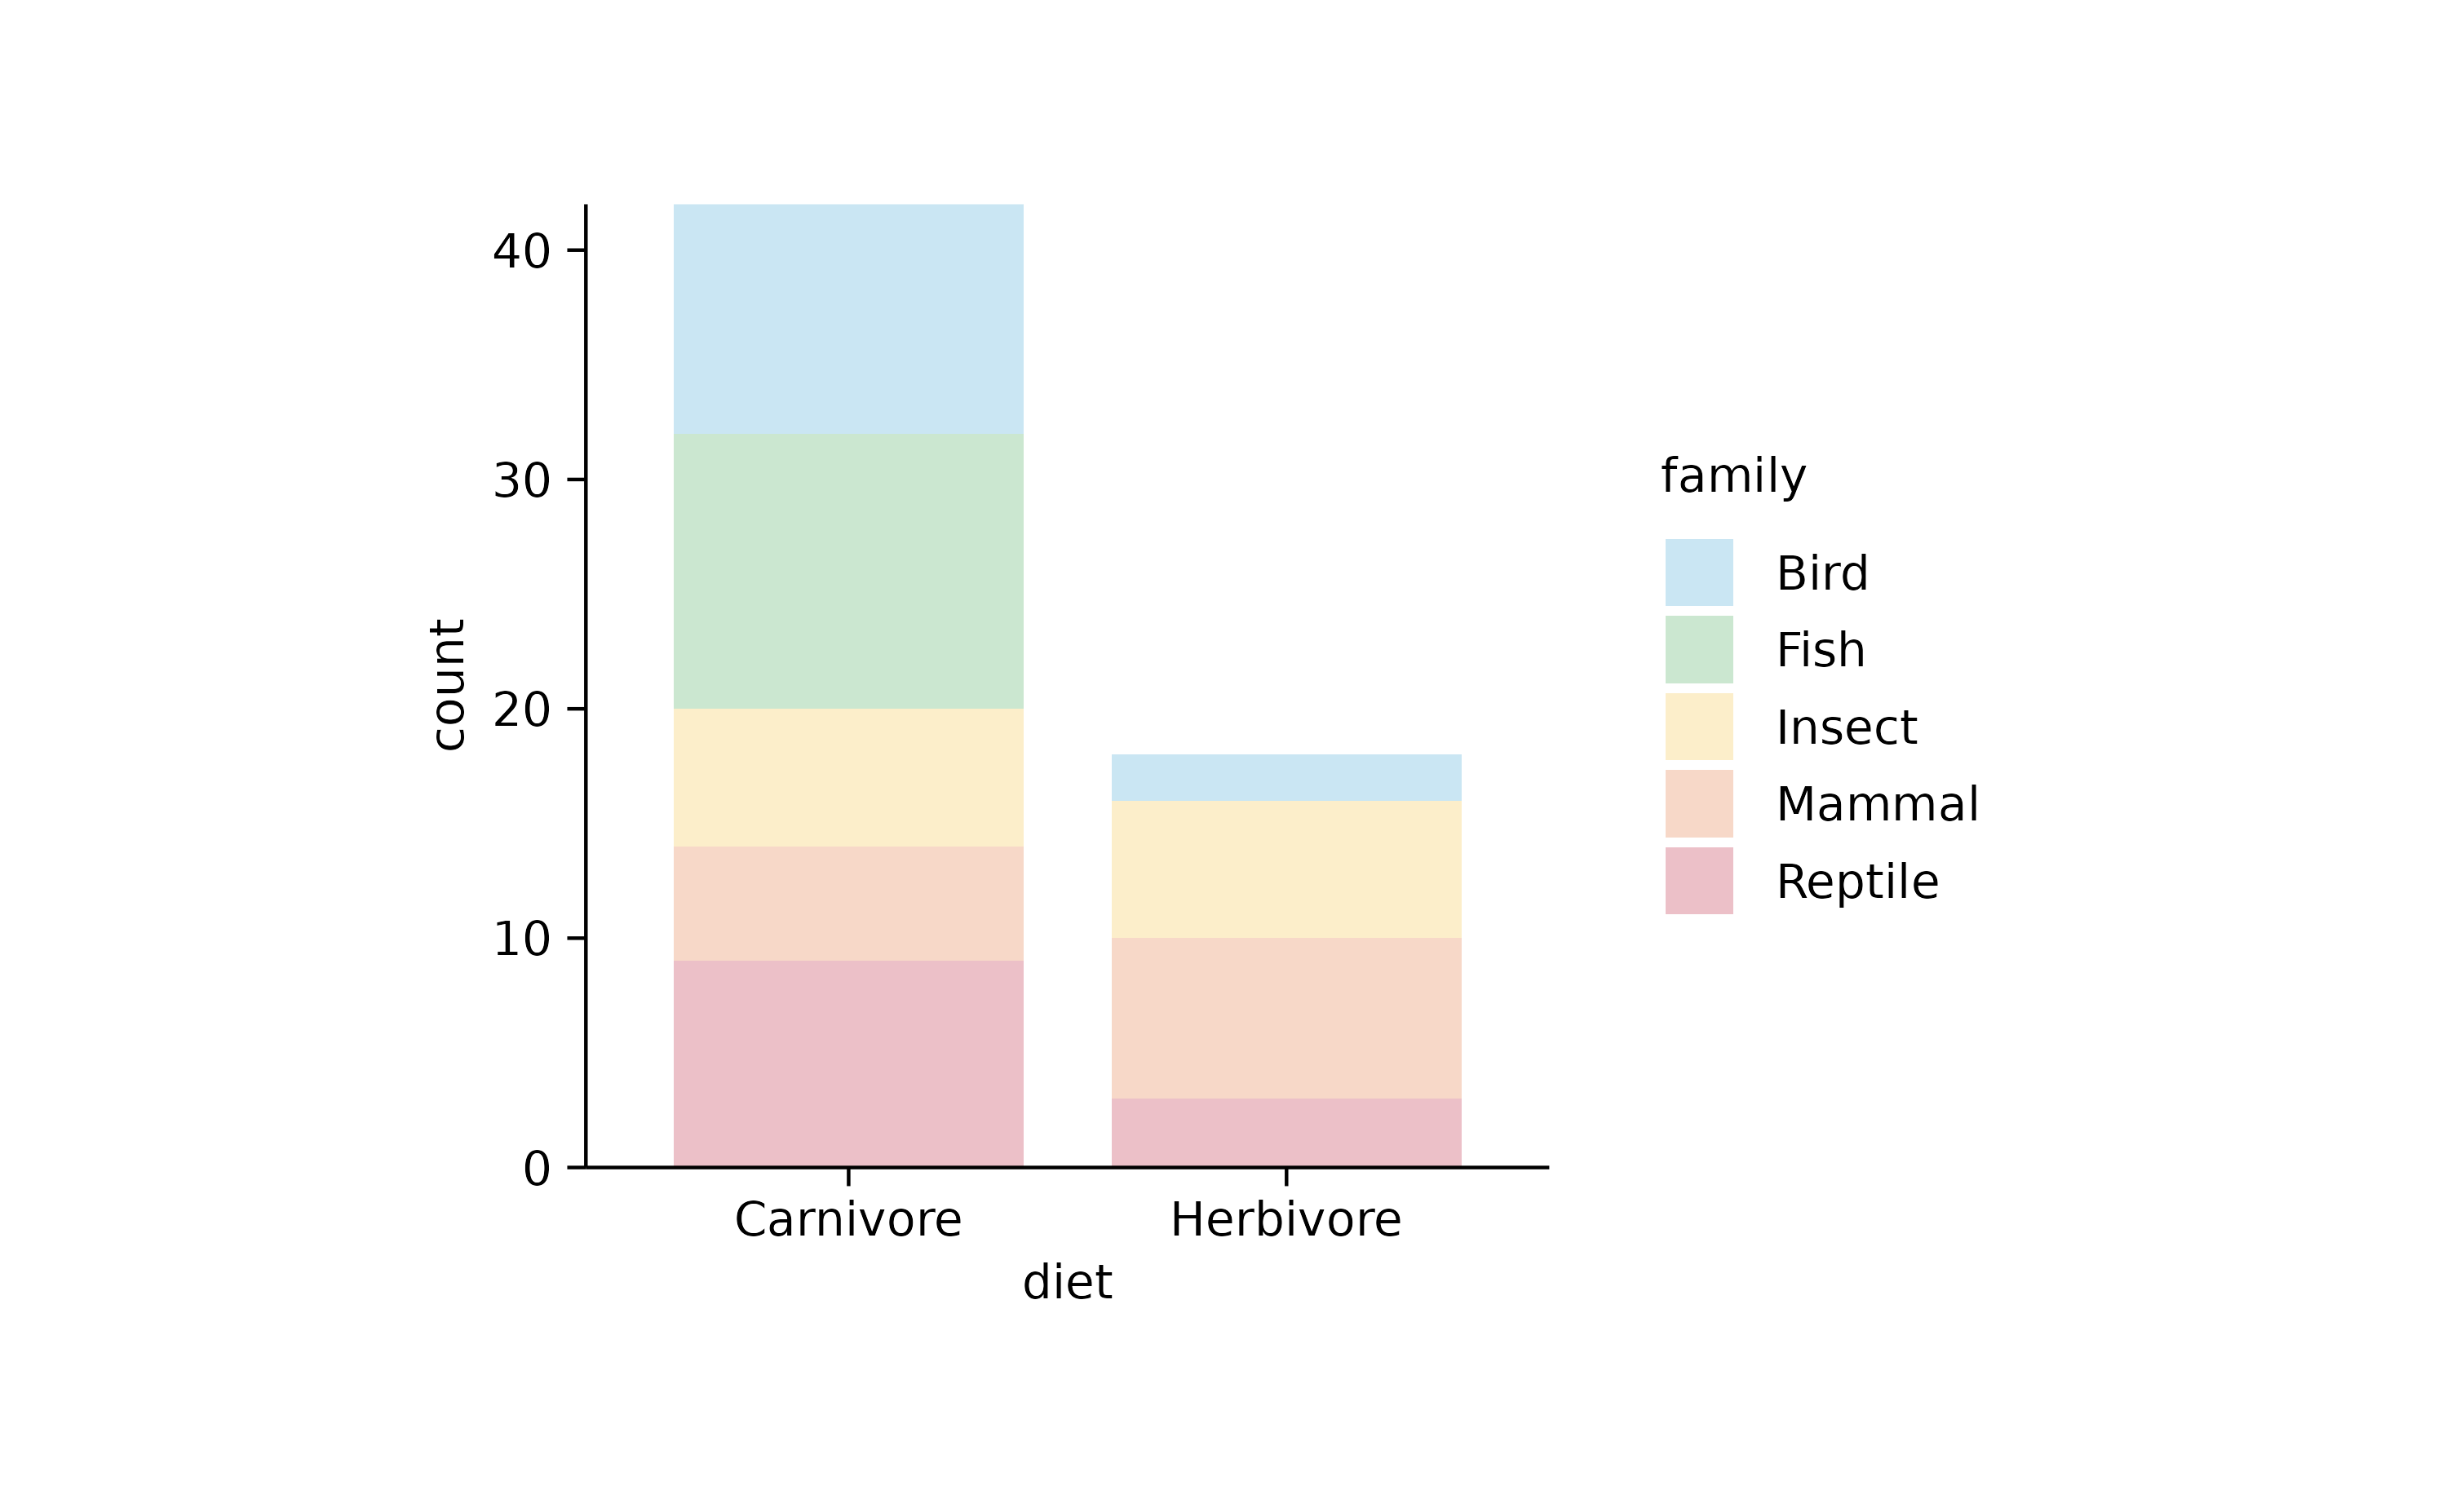 count
40
30
20
10
0
Carnivore
Herbivore
diet
family
Bird
Fish
Insect
Mammal
Reptile